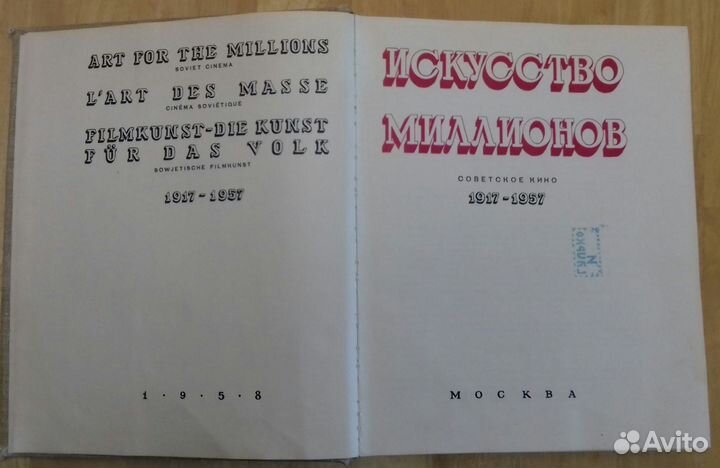 ART FOR THE MILLIONS
SOVIET CINEMA
L'ART DES MASSE
CINÉMA SOVIÉTIQUE
FILMKUNST-DIE KUNST
FÜR DAS VOLK
SOWJETISCHE FILMKUNST
1917-1957
1·9·5·8
ИСКУССТВО
МИЛЛИОНОВ
СОВЕТСКОЕ КИНО
1917-1957
МОСКВА
Avito